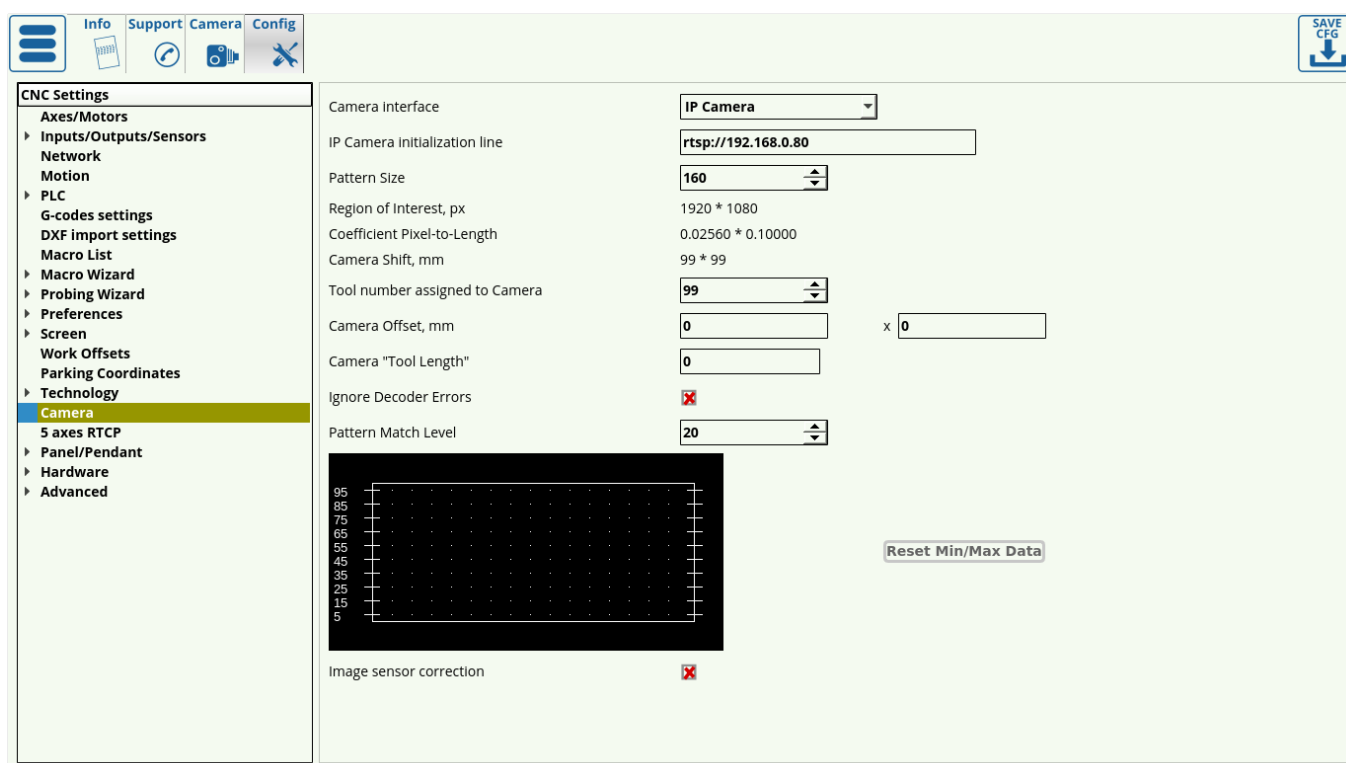 Info Support Camera Config
SAVE
CFG
CNC Settings
Axes/Motors
Inputs/Outputs/Sensors
Network
Motion
PLC
G-codes settings
DXF import settings
Macro List
Macro Wizard
Probing Wizard
Preferences
Screen
Work Offsets
Parking Coordinates
Technology
Camera
5 axes RTCP
Panel/Pendant
Hardware
Advanced
Camera interface IP Camera
IP Camera initialization line rtsp://192.168.0.80
Pattern Size 160
Region of Interest, px 1920 * 1080
Coefficient Pixel-to-Length 0.02560 * 0.10000
Camera Shift, mm 99 * 99
Tool number assigned to Camera 99
Camera Offset, mm 0 x 0
Camera "Tool Length" 0
Ignore Decoder Errors
Pattern Match Level 20
95
85
75
65
55
45
35
25
15
5
Reset Min/Max Data
Image sensor correction